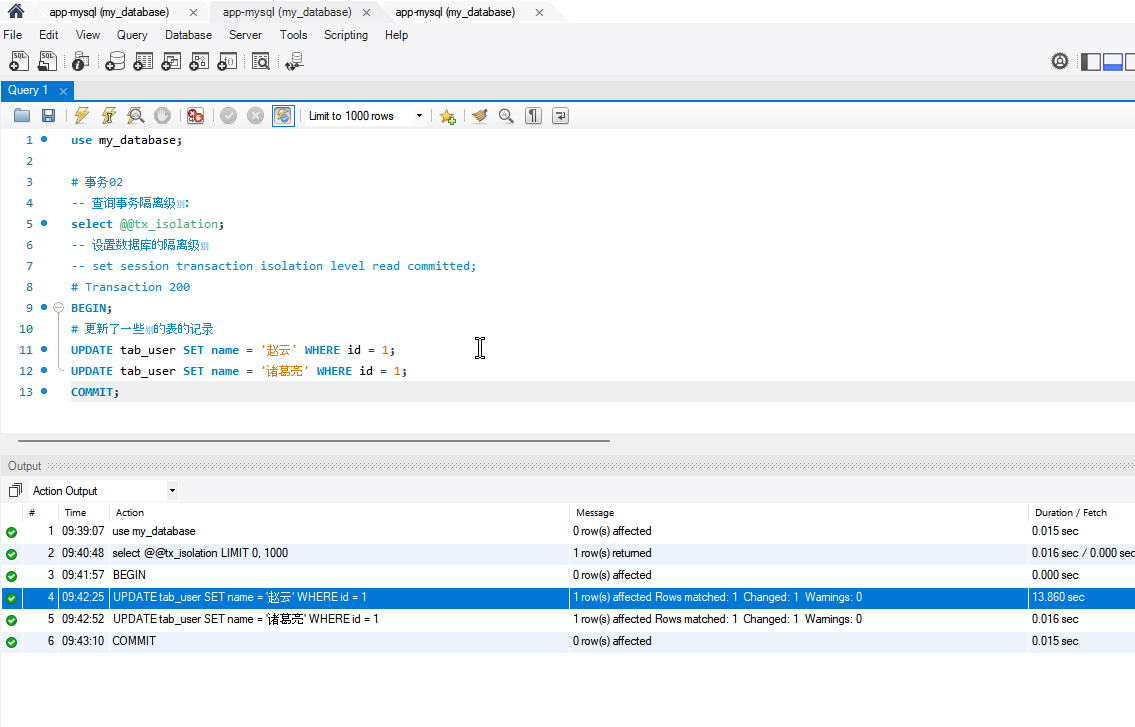 app-mysql (my_database) × app-mysql (my_database) × app-mysql (my_database) ×
File Edit View Query Database Server Tools Scripting Help
Query 1 ×
Limit to 1000 rows
1 use my_database;
2
3 # 事务02
4 -- 查询事务隔离级别:
5 select @@tx_isolation;
6 -- 设置数据库的隔离级别
7 -- set session transaction isolation level read committed;
8 # Transaction 200
9 BEGIN;
10 # 更新了一些别的表的记录
11 UPDATE tab_user SET name = '赵云' WHERE id = 1;
12 UPDATE tab_user SET name = '诸葛亮' WHERE id = 1;
13 COMMIT;
Output
Action Output
# Time Action Message Duration / Fetch
1 09:39:07 use my_database 0 row(s) affected 0.015 sec
2 09:40:48 select @@tx_isolation LIMIT 0, 1000 1 row(s) returned 0.016 sec / 0.000 sec
3 09:41:57 BEGIN 0 row(s) affected 0.000 sec
4 09:42:25 UPDATE tab_user SET name = '赵云' WHERE id = 1 1 row(s) affected Rows matched: 1 Changed: 1 Warnings: 0 13.860 sec
5 09:42:52 UPDATE tab_user SET name = '诸葛亮' WHERE id = 1 1 row(s) affected Rows matched: 1 Changed: 1 Warnings: 0 0.016 sec
6 09:43:10 COMMIT 0 row(s) affected 0.015 sec